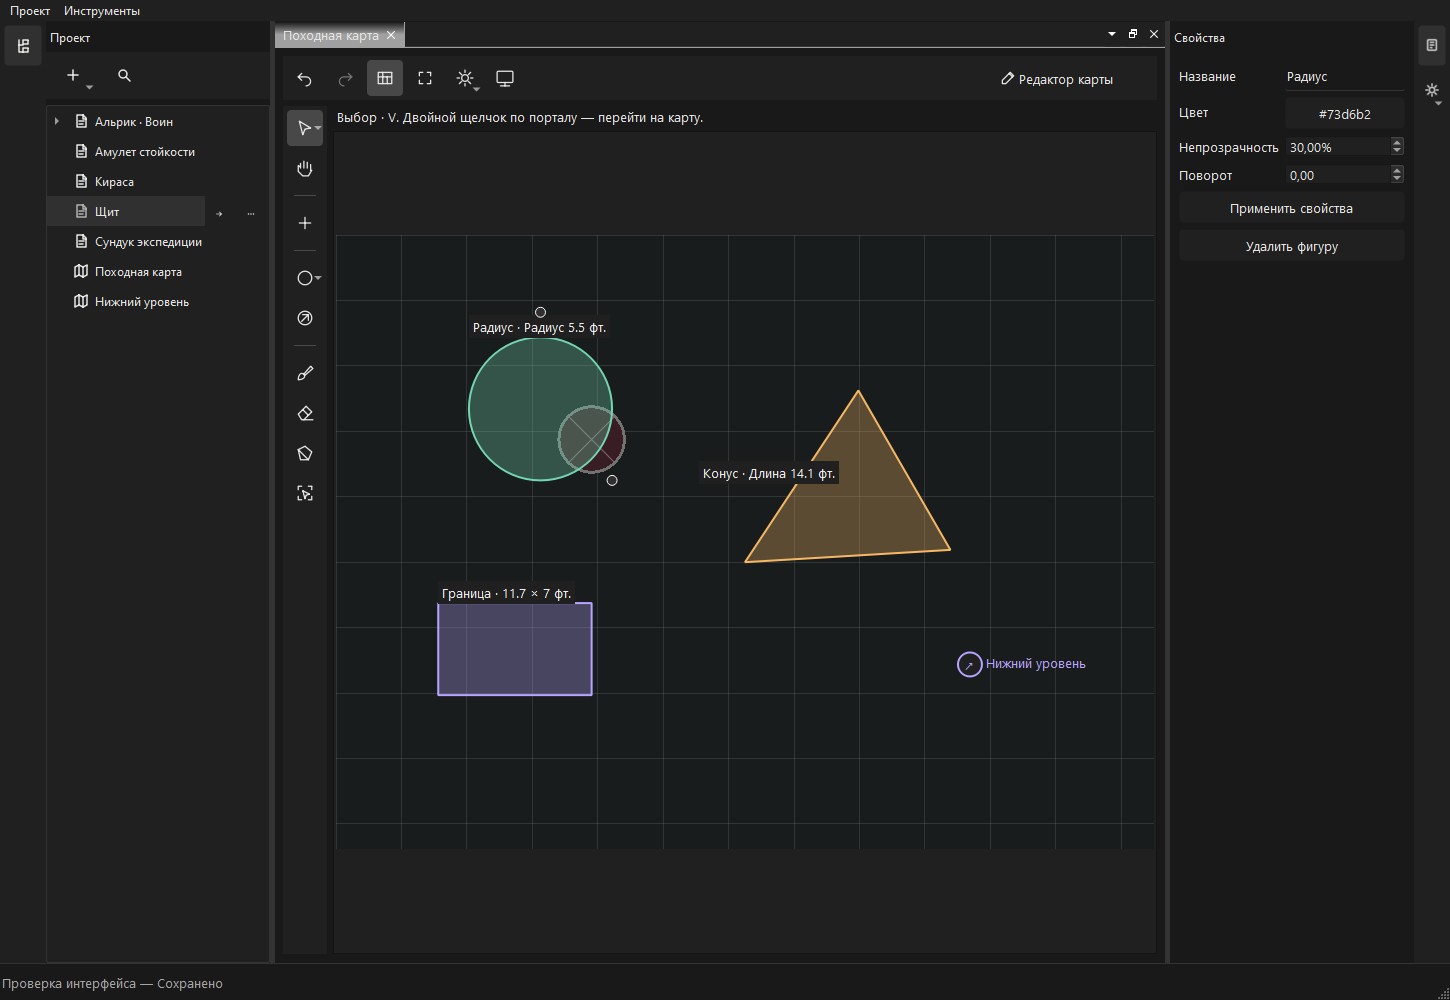 Проект Инструменты
Проект
Альрик · Воин
Амулет стойкости
Кираса
Щит → ...
Сундук экспедиции
Походная карта
Нижний уровень
Походная карта
Редактор карты
Выбор · V. Двойной щелчок по порталу — перейти на карту.
Радиус · Радиус 5.5 фт.
Конус · Длина 14.1 фт.
Граница · 11.7 × 7 фт.
Нижний уровень
Свойства
Название Радиус
Цвет #73d6b2
Непрозрачность 30,00%
Поворот 0,00
Применить свойства
Удалить фигуру
Проверка интерфейса — Сохранено